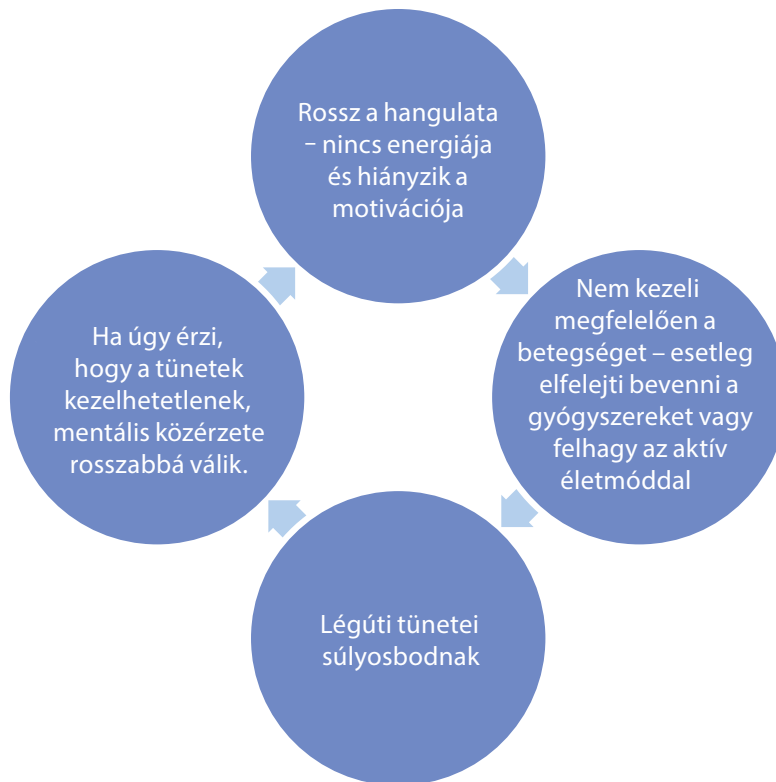 Rossz a hangulata
– nincs energiája
és hiányzik a
motivációja
Nem kezeli
megfelelően a
betegséget – esetleg
elfelejti bevenni a
gyógyszereket vagy
felhagy az aktív
életmóddal
Légúti tünetei
súlyosbodnak
Ha úgy érzi,
hogy a tünetek
kezelhetetlenek,
mentális közérzete
rosszabbá válik.